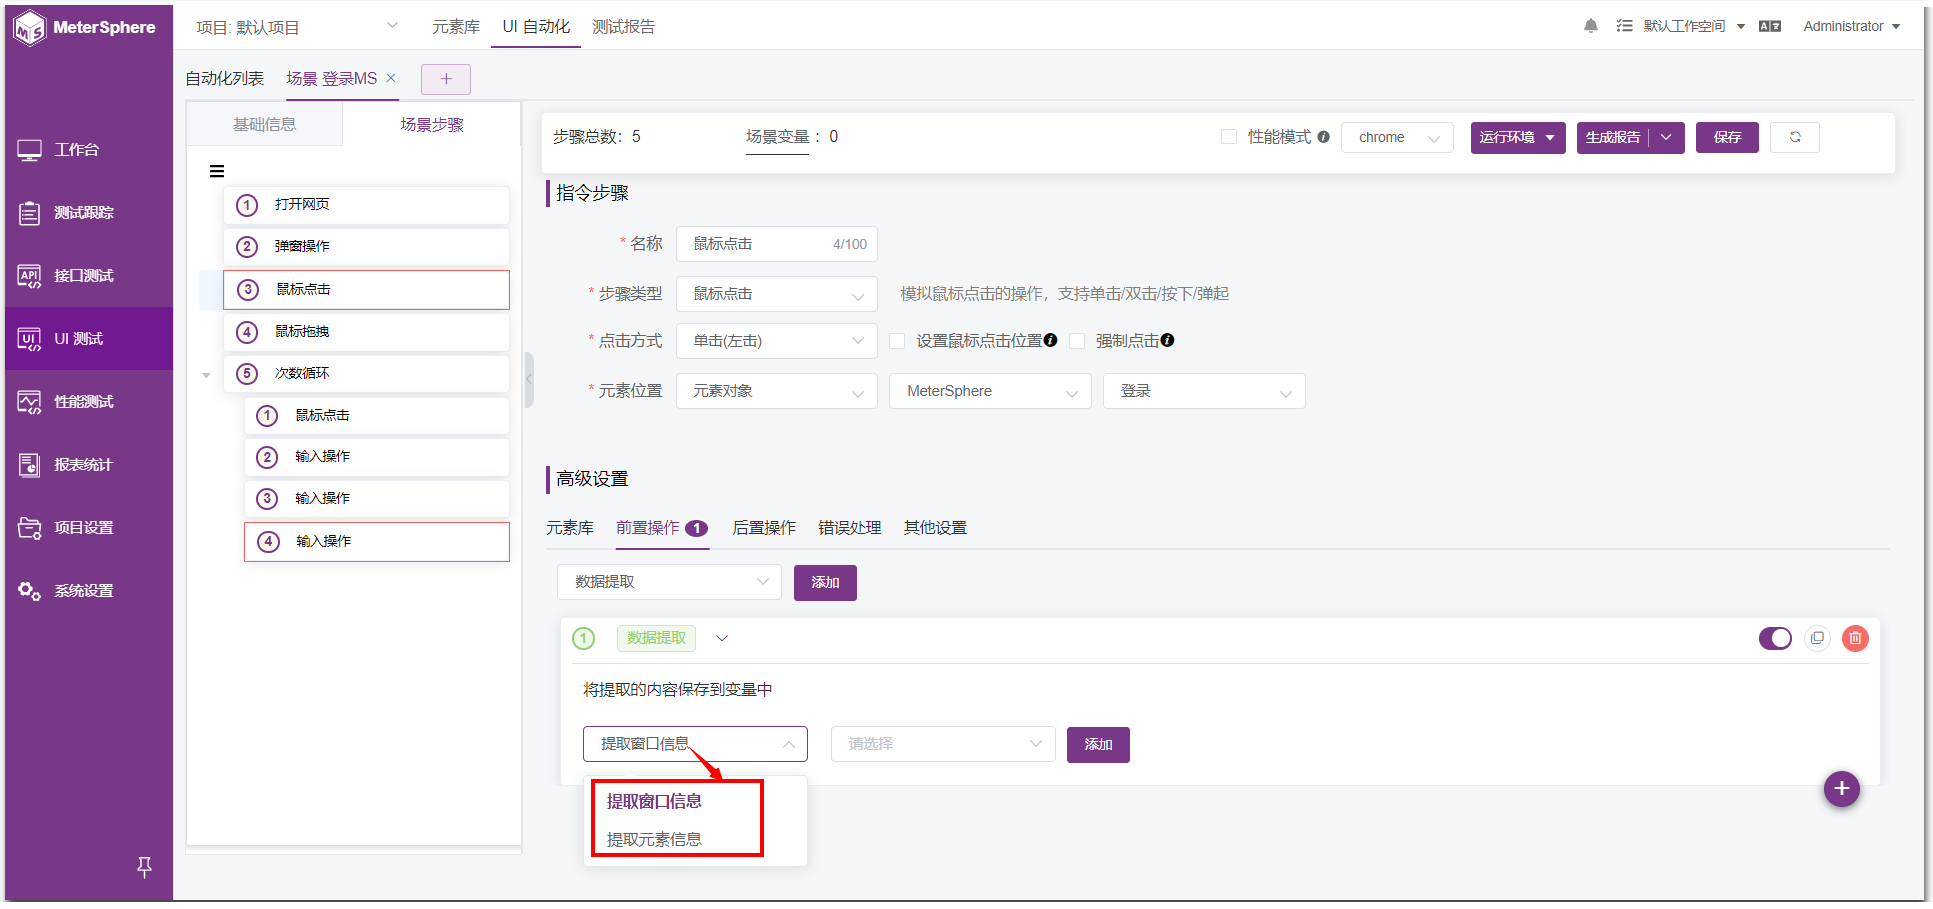 MeterSphere
项目: 默认项目
元素库
UI 自动化
测试报告
默认工作空间
Administrator
自动化列表
场景 登录MS
工作台
测试跟踪
接口测试
UI 测试
性能测试
报表统计
项目设置
系统设置
基础信息
场景步骤
1 打开网页
2 弹窗操作
3 鼠标点击
4 鼠标拖拽
5 次数循环
1 鼠标点击
2 输入操作
3 输入操作
4 输入操作
步骤总数: 5
场景变量 : 0
性能模式
chrome
运行环境
生成报告
保存
指令步骤
* 名称 鼠标点击 4/100
* 步骤类型 鼠标点击 模拟鼠标点击的操作，支持单击/双击/按下/弹起
* 点击方式 单击(左击) 设置鼠标点击位置 强制点击
* 元素位置 元素对象 MeterSphere 登录
高级设置
元素库 前置操作 1 后置操作 错误处理 其他设置
数据提取 添加
1 数据提取
将提取的内容保存到变量中
提取窗口信息 请选择 添加
提取窗口信息
提取元素信息